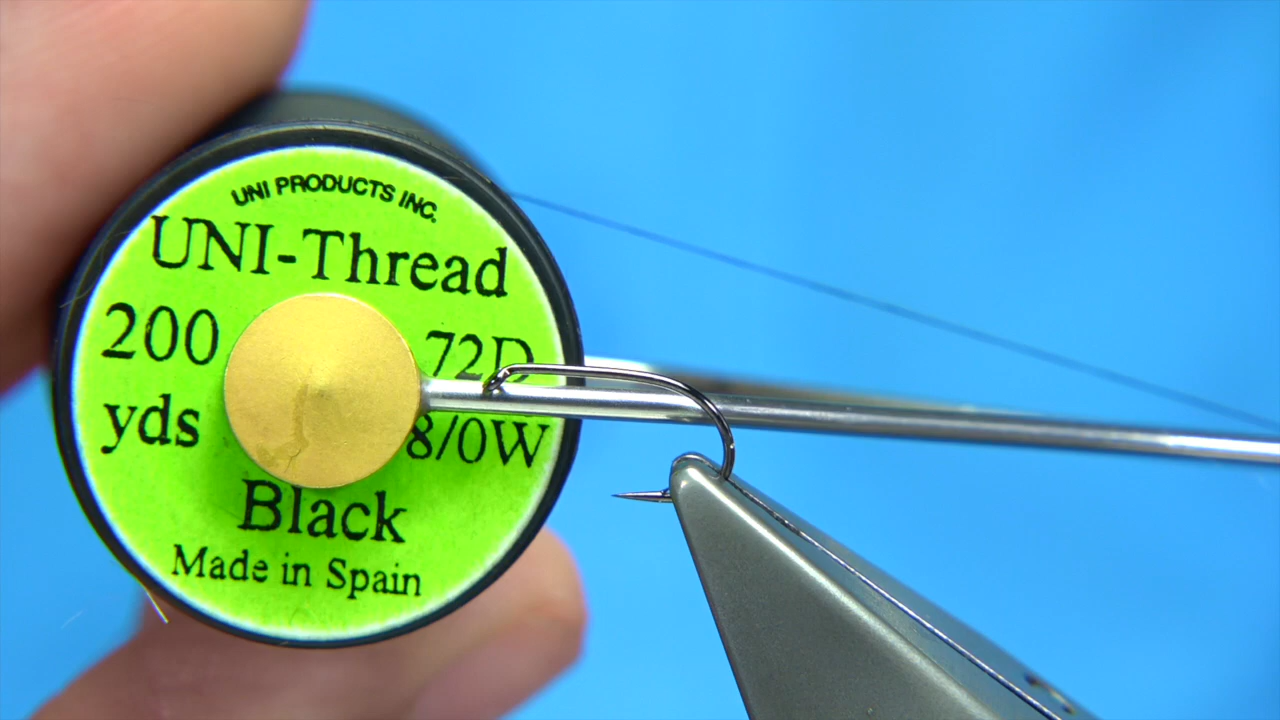 UNI PRODUCTS INC.
UNI-Thread
200 72D
yds 8/0W
Black
Made in Spain